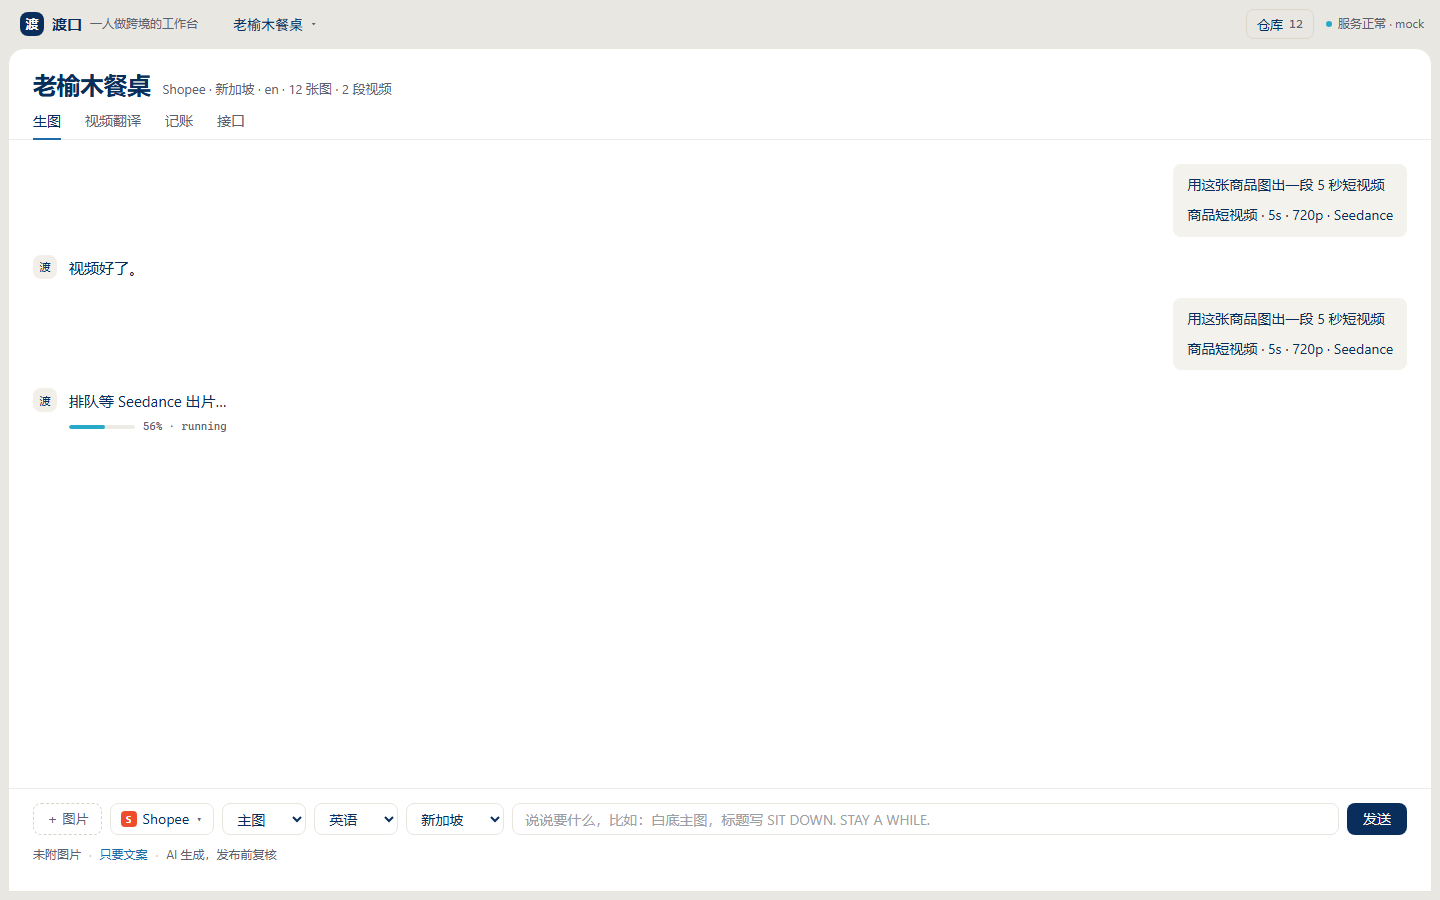 渡 渡口 一人做跨境的工作台 老榆木餐桌 仓库 12 服务正常 · mock
老榆木餐桌 Shopee · 新加坡 · en · 12 张图 · 2 段视频
生图 视频翻译 记账 接口
用这张商品图出一段 5 秒短视频
商品短视频 · 5s · 720p · Seedance
渡 视频好了。
用这张商品图出一段 5 秒短视频
商品短视频 · 5s · 720p · Seedance
渡 排队等 Seedance 出片...
56% · running
+ 图片 S Shopee 主图 英语 新加坡 说说要什么，比如：白底主图，标题写 SIT DOWN. STAY A WHILE. 发送
未附图片 · 只要文案 · AI 生成，发布前复核